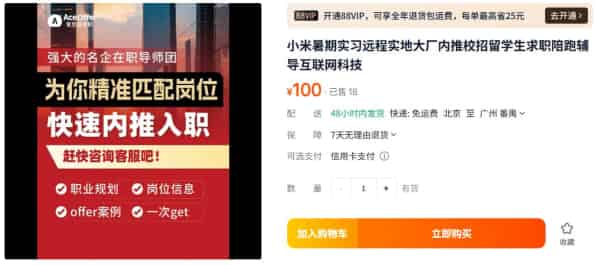 AceOffer
强大的名企在职导师团
为你精准匹配岗位
快速内推入职
赶快咨询客服吧！
职业规划
岗位信息
offer案例
一次get
88VIP 开通88VIP，可享全年退货包运费，每单最高省25元 去开通
小米暑期实习远程实地大厂内推校招留学生求职陪跑辅
导互联网科技
¥100 已售 18
配送 48小时内发货 快递: 免运费 北京 至 广州 番禺
保障 7天无理由退货
可选支付 信用卡支付
数量 - 1 + 有货
加入购物车
立即购买
收藏